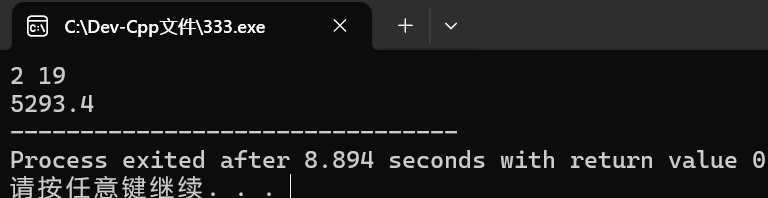 C:\Dev-Cpp文件\333.exe
2 19
5293.4
--------------------------------
Process exited after 8.894 seconds with return value 0
请按任意键继续. . .